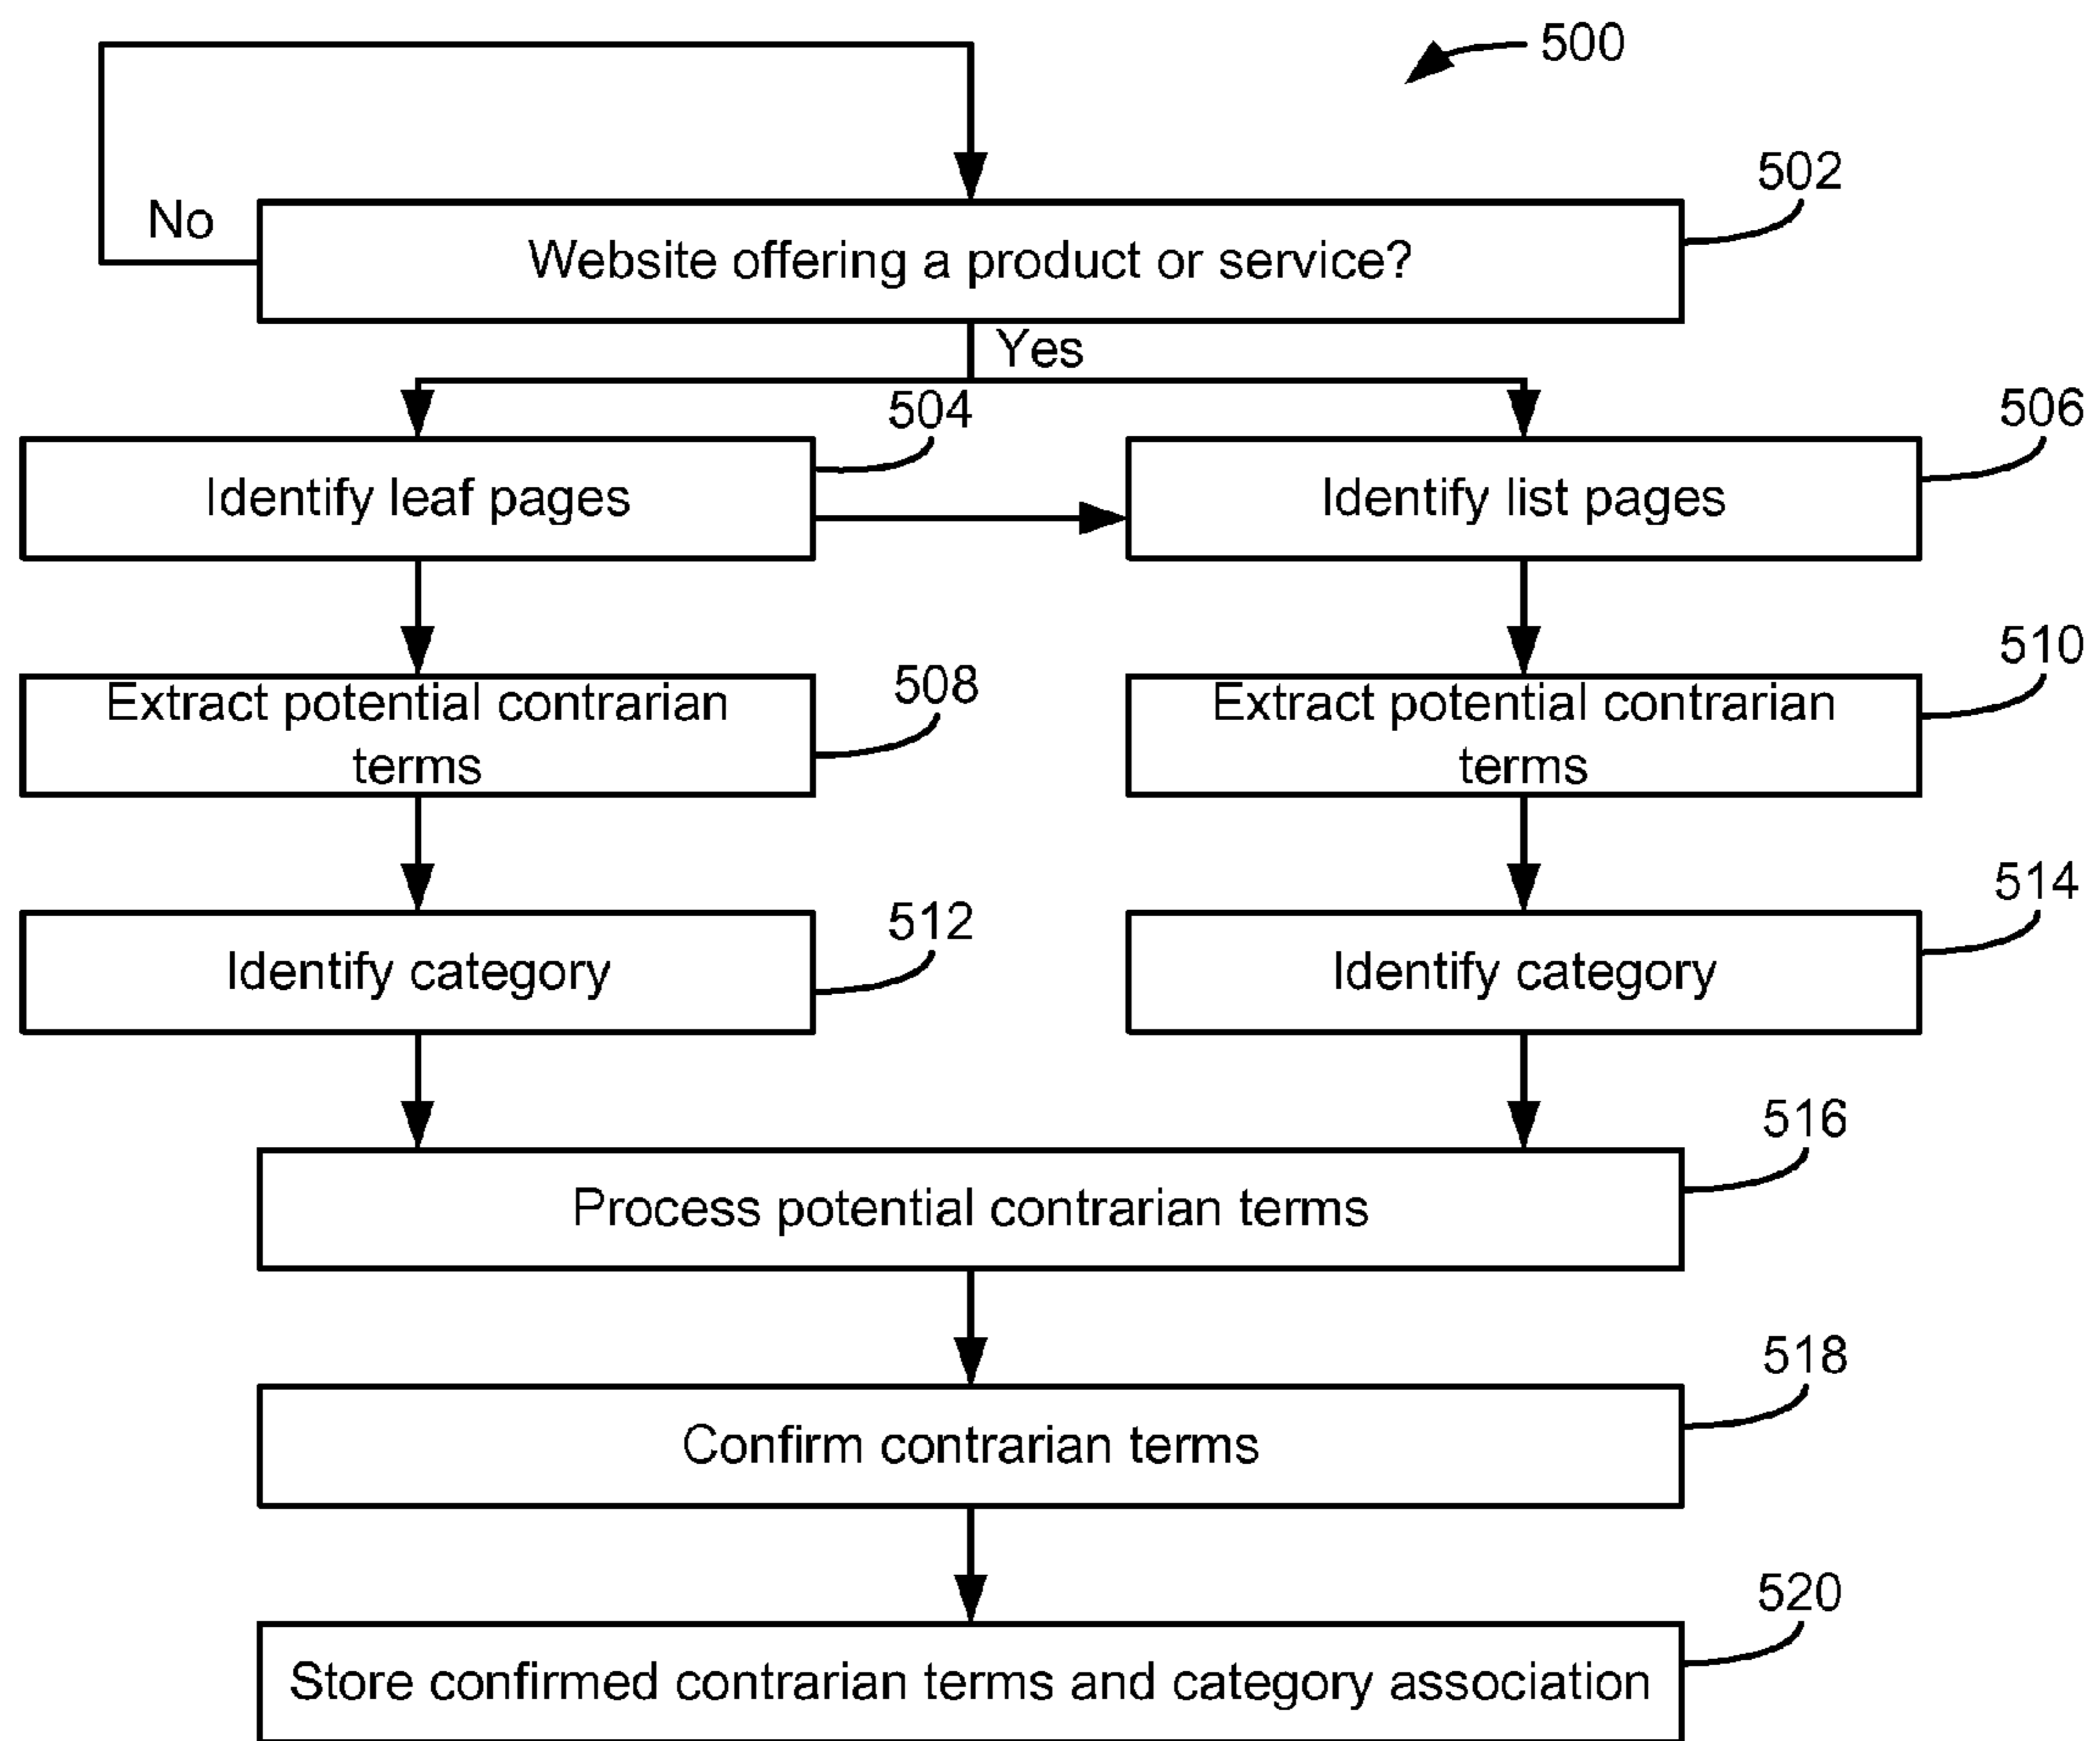 500
502
No
Website offering a product or service?
Yes
504
506
Identify leaf pages
Identify list pages
508
510
Extract potential contrarian
terms
Extract potential contrarian
terms
512
514
Identify category
Identify category
516
Process potential contrarian terms
518
Confirm contrarian terms
520
Store confirmed contrarian terms and category association